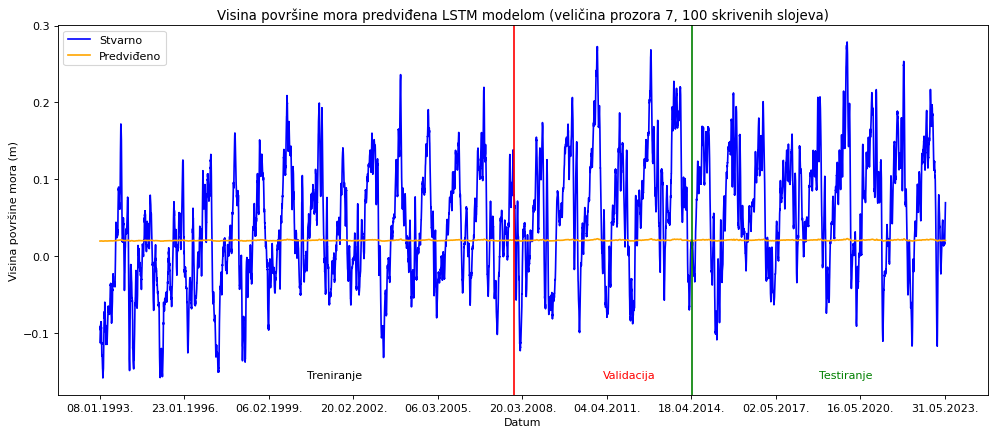 Visina površine mora predviđena LSTM modelom (veličina prozora 7, 100 skrivenih slojeva)
Stvarno
Predviđeno
Visina površine mora (m)
0.3
0.2
0.1
0.0
−0.1
Treniranje
Validacija
Testiranje
08.01.1993. 23.01.1996. 06.02.1999. 20.02.2002. 06.03.2005. 20.03.2008. 04.04.2011. 18.04.2014. 02.05.2017. 16.05.2020. 31.05.2023.
Datum